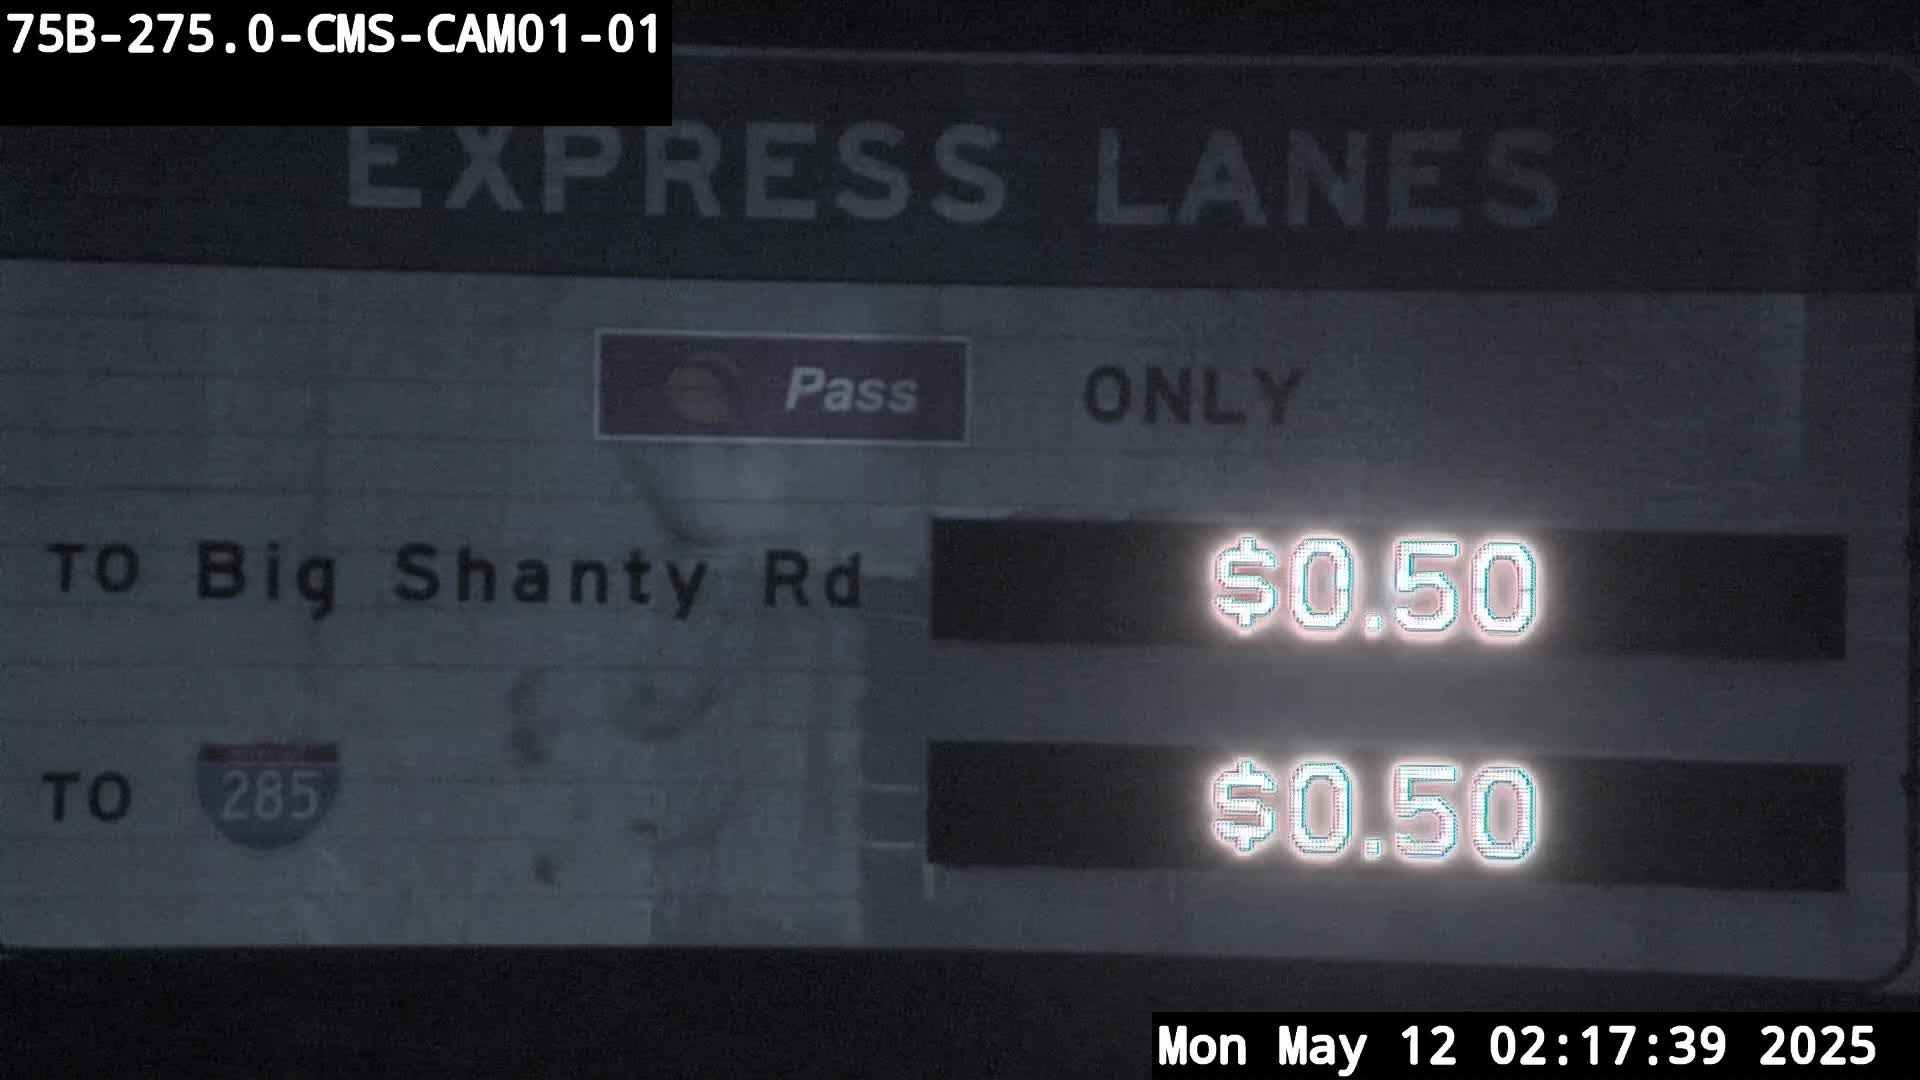 75B-275.0-CMS-CAM01-01
EXPRESS LANES
Pass ONLY
TO Big Shanty Rd $0.50
TO 285 $0.50
Mon May 12 02:17:39 2025